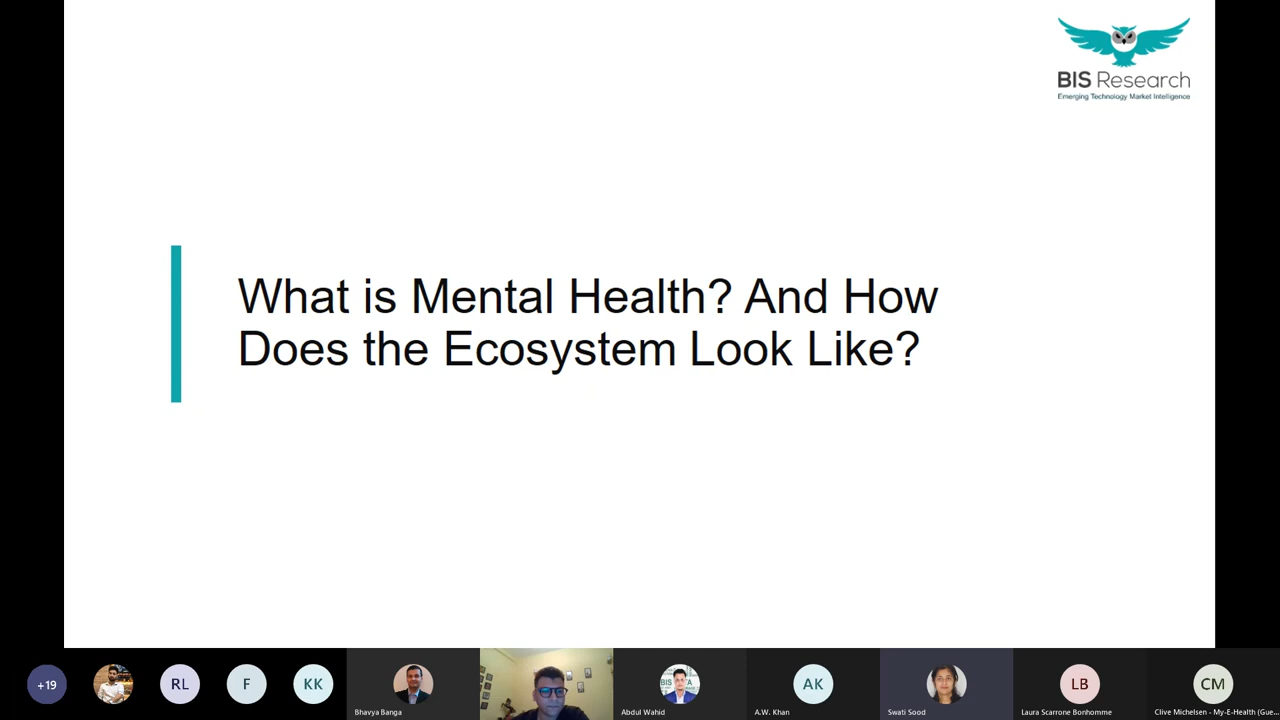 BIS Research
Emerging Technology Market Intelligence
What is Mental Health? And How
Does the Ecosystem Look Like?
+19
RL
F
KK
AK
LB
CM
Bhavya Banga
Abdul Wahid
A.W. Khan
Swati Sood
Laura Scarrone Bonhomme
Clive Michelsen - My-E-Health (Gue...